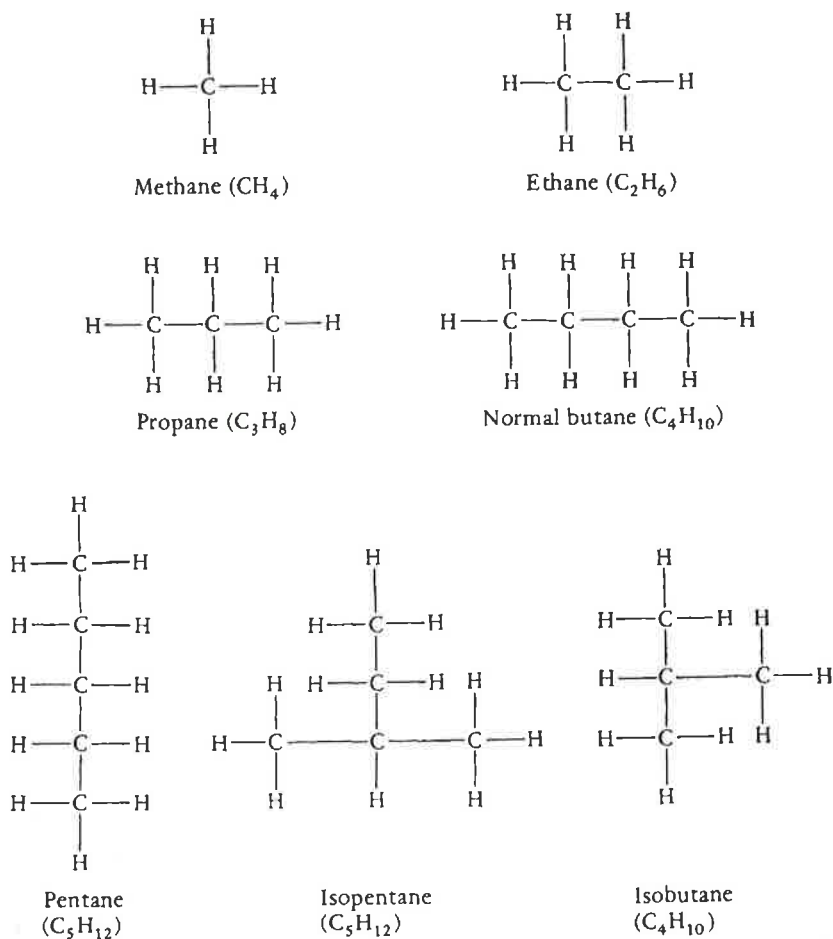 H
H—C—H
H
Methane (CH₄)
H H
H—C—C—H
H H
Ethane (C₂H₆)
H H H
H—C—C—C—H
H H H
Propane (C₃H₈)
H H H H
H—C—C—C—C—H
H H H H
Normal butane (C₄H₁₀)
H
H—C—H
H—C—H
H—C—H
H—C—H
H—C—H
H
Pentane
(C₅H₁₂)
H
H—C—H
H H—C—H H
H—C—C—C—H
H H H
Isopentane
(C₅H₁₂)
H
H—C—H H
H—C—C—H
H—C—H H
H
Isobutane
(C₄H₁₀)